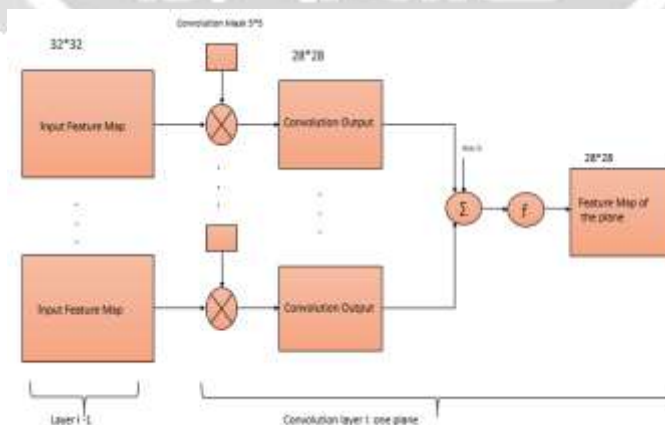 Convolution Mask 5*5
32*32
28*28
Input Feature Map
Convolution Output
28*28
Σ
f
Feature Map of
the plane
Input Feature Map
Convolution Output
Layer i -1
Convolution layer I: one plane